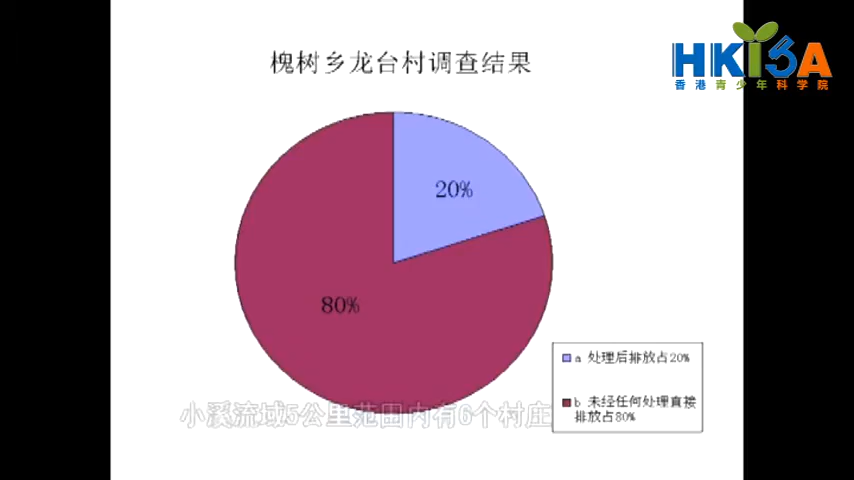 槐树乡龙台村调查结果
HKYSA
香港青少年科学院
20%
80%
a 处理后排放占20%
b 未经任何处理直接
排放占80%
小溪流域5公里范围内有6个村庄